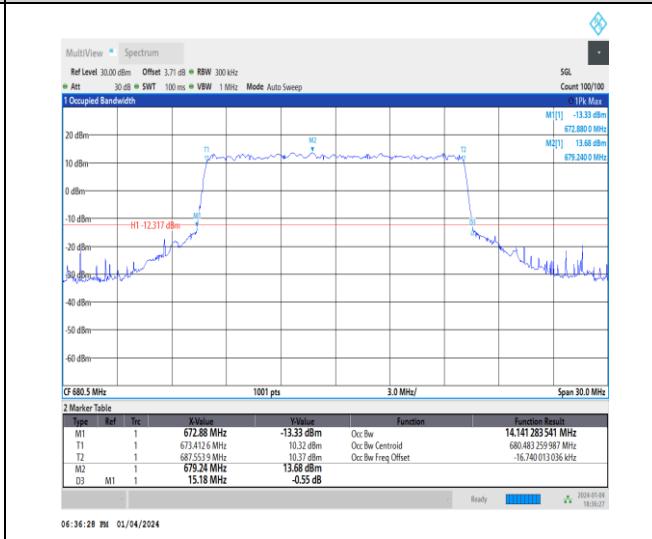 MultiView Spectrum
Ref Level 30.00 dBm Offset 3.71 dB RBW 300 kHz SGL
Att 30 dB SWT 100 ms VBW 1 MHz Mode Auto Sweep Count 100/100
1 Occupied Bandwidth 1Pk Max
M1[1] -13.33 dBm
672.880 0 MHz
M2[1] 13.68 dBm
679.240 0 MHz
20 dBm
M2
T1 T2
10 dBm
0 dBm
-10 dBm
M1
H1 -12.317 dBm
D3
-20 dBm
-30 dBm
-40 dBm
-50 dBm
-60 dBm
CF 680.5 MHz 1001 pts 3.0 MHz/ Span 30.0 MHz
2 Marker Table
Type Ref Trc X-Value Y-Value Function Function Result
M1 1 672.88 MHz -13.33 dBm Occ Bw 14.141 283 541 MHz
T1 1 673.412 6 MHz 10.32 dBm Occ Bw Centroid 680.483 259 987 MHz
T2 1 687.553 9 MHz 10.37 dBm Occ Bw Freq Offset -16.740 013 036 kHz
M2 1 679.24 MHz 13.68 dBm
D3 M1 1 15.18 MHz -0.55 dB
Ready 2024-01-04
18:36:27
06:36:28 PM 01/04/2024